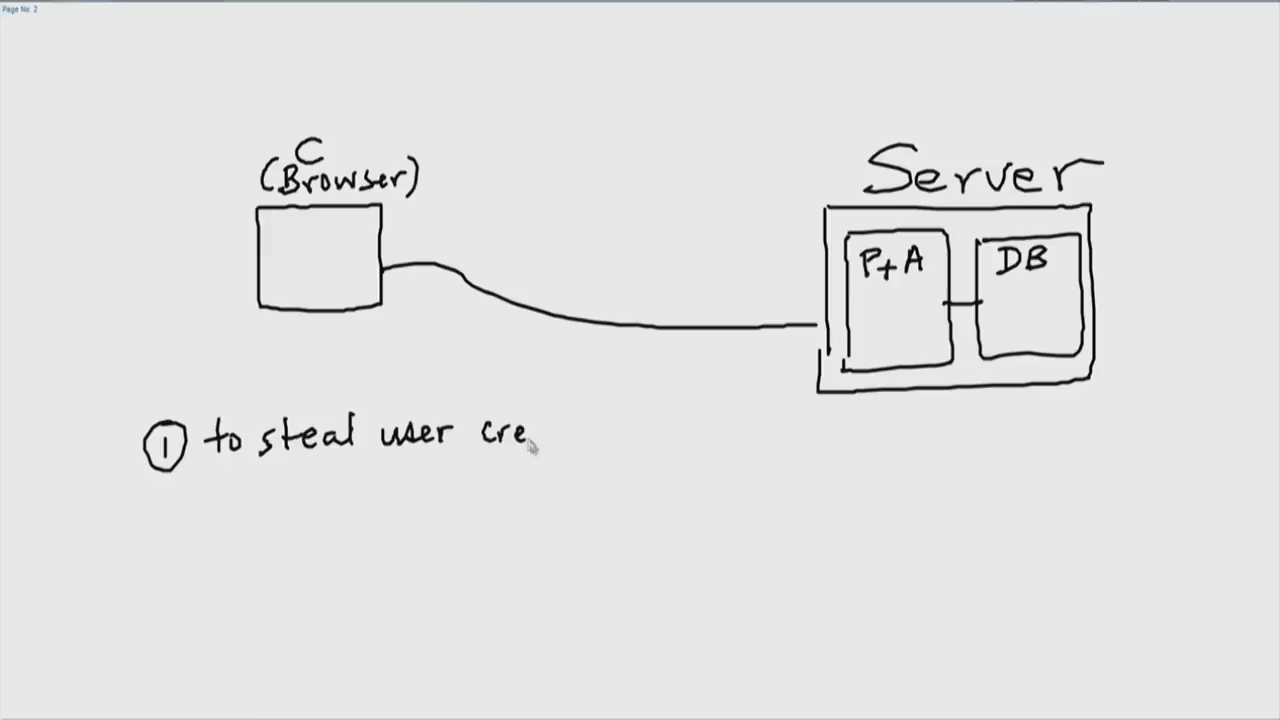 Page No. 2
C
(Browser)
Server
P+A
DB
① to steal user cre